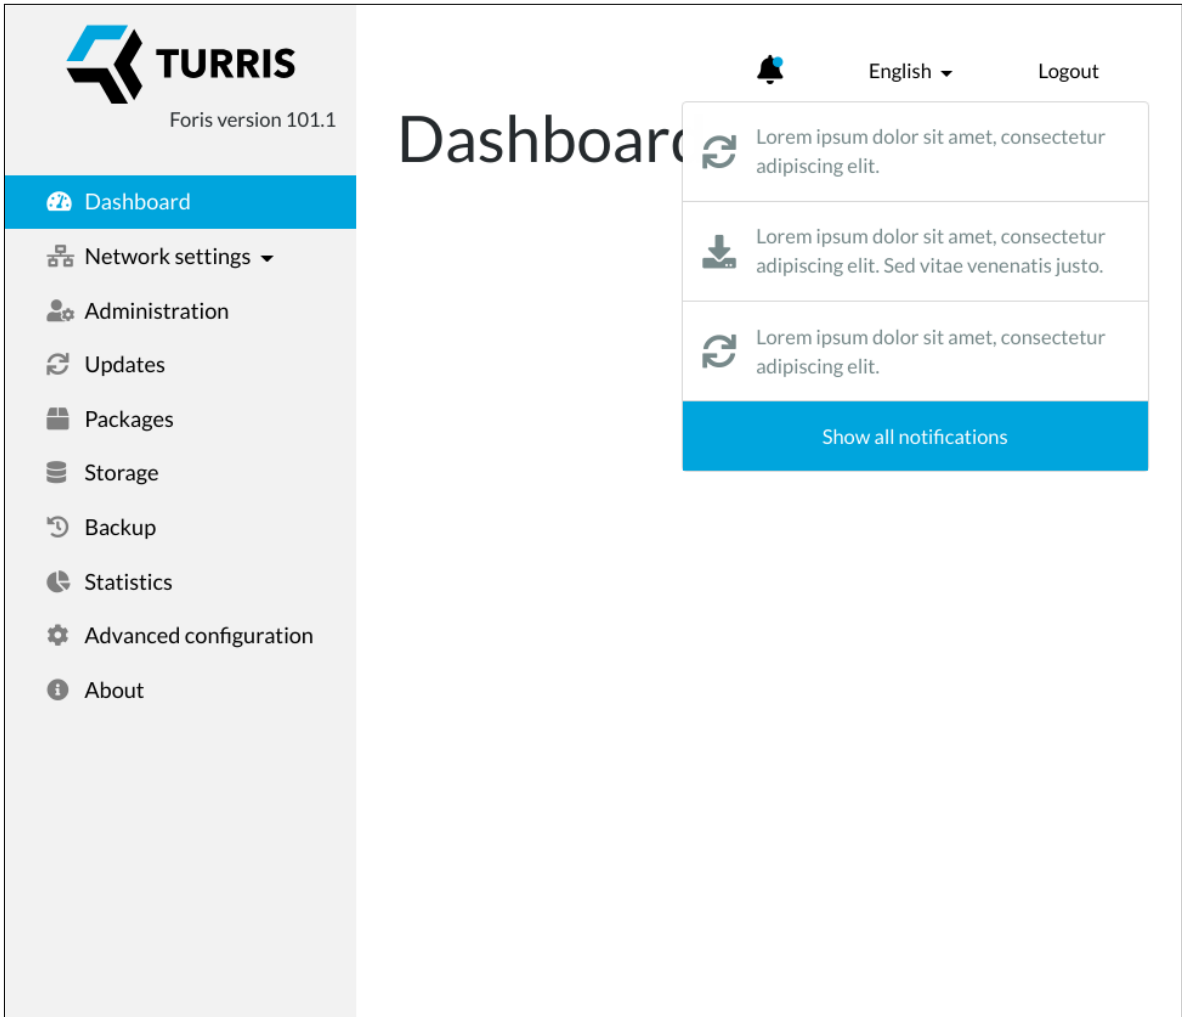 TURRIS
Foris version 101.1
Dashboard
Network settings
Administration
Updates
Packages
Storage
Backup
Statistics
Advanced configuration
About
English
Logout
Dashboard
Lorem ipsum dolor sit amet, consectetur
adipiscing elit.
Lorem ipsum dolor sit amet, consectetur
adipiscing elit. Sed vitae venenatis justo.
Lorem ipsum dolor sit amet, consectetur
adipiscing elit.
Show all notifications